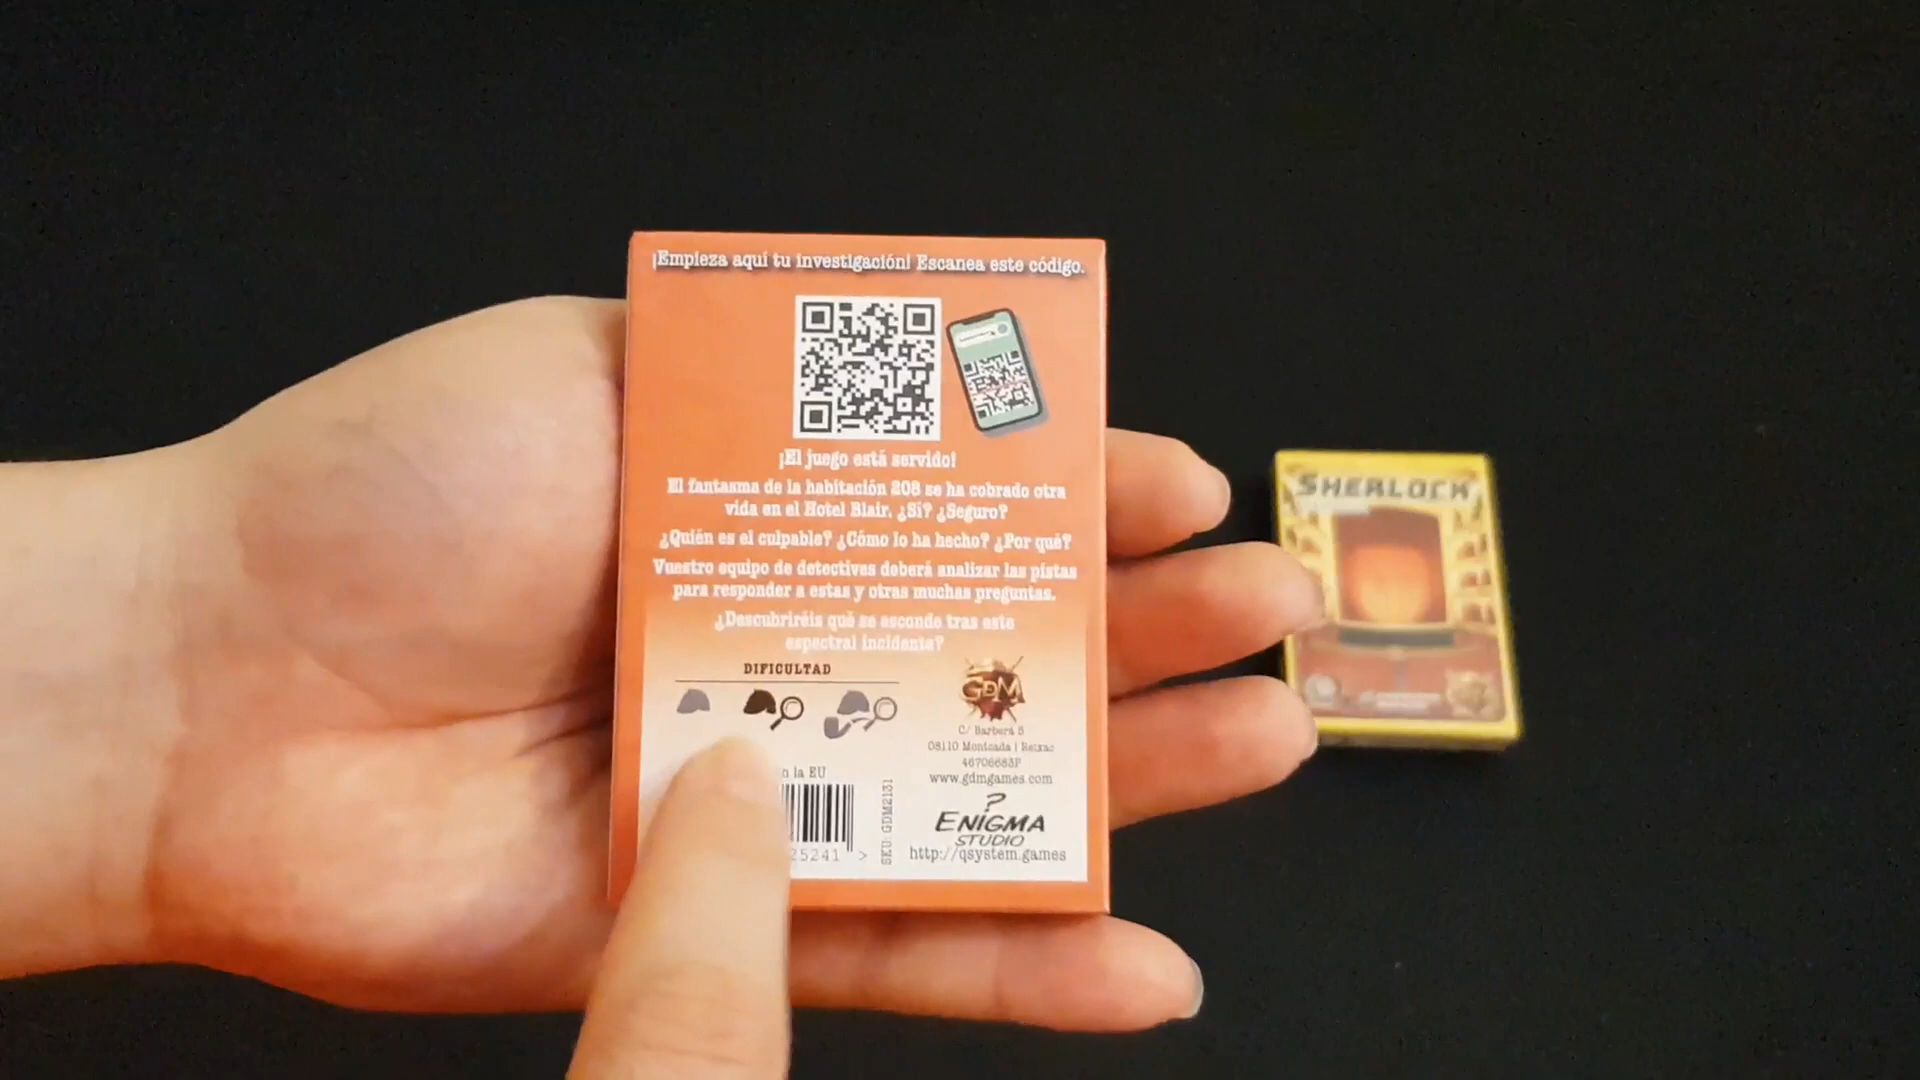 ¡Empieza aquí tu investigación! Escanea este código.
¡El juego está servido!
El fantasma de la habitación 208 se ha cobrado otra
vida en el Hotel Blair. ¿Sí? ¿Seguro?
¿Quién es el culpable? ¿Cómo lo ha hecho? ¿Por qué?
Vuestro equipo de detectives deberá analizar las pistas
para responder a estas y otras muchas preguntas.
¿Descubriréis qué se esconde tras este
espectral incidente?
DIFICULTAD
GDM
C/ Barberà 5
08110 Montcada i Reixac
46706683P
www.gdmgames.com
n la EU
25241 >
SKU: GDM2131
?
ENIGMA
STUDIO
http://qsystem.games
SHERLOCK